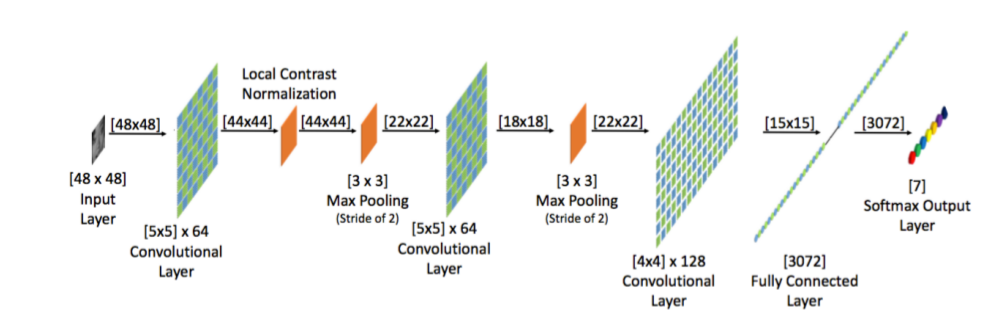 Local Contrast
Normalization
[48x48]
[44x44]
[44x44]
[22x22]
[18x18]
[22x22]
[15x15]
[3072]
[48 x 48]
Input
Layer
[5x5] x 64
Convolutional
Layer
[3 x 3]
Max Pooling
(Stride of 2)
[5x5] x 64
Convolutional
Layer
[3 x 3]
Max Pooling
(Stride of 2)
[4x4] x 128
Convolutional
Layer
[3072]
Fully Connected
Layer
[7]
Softmax Output
Layer